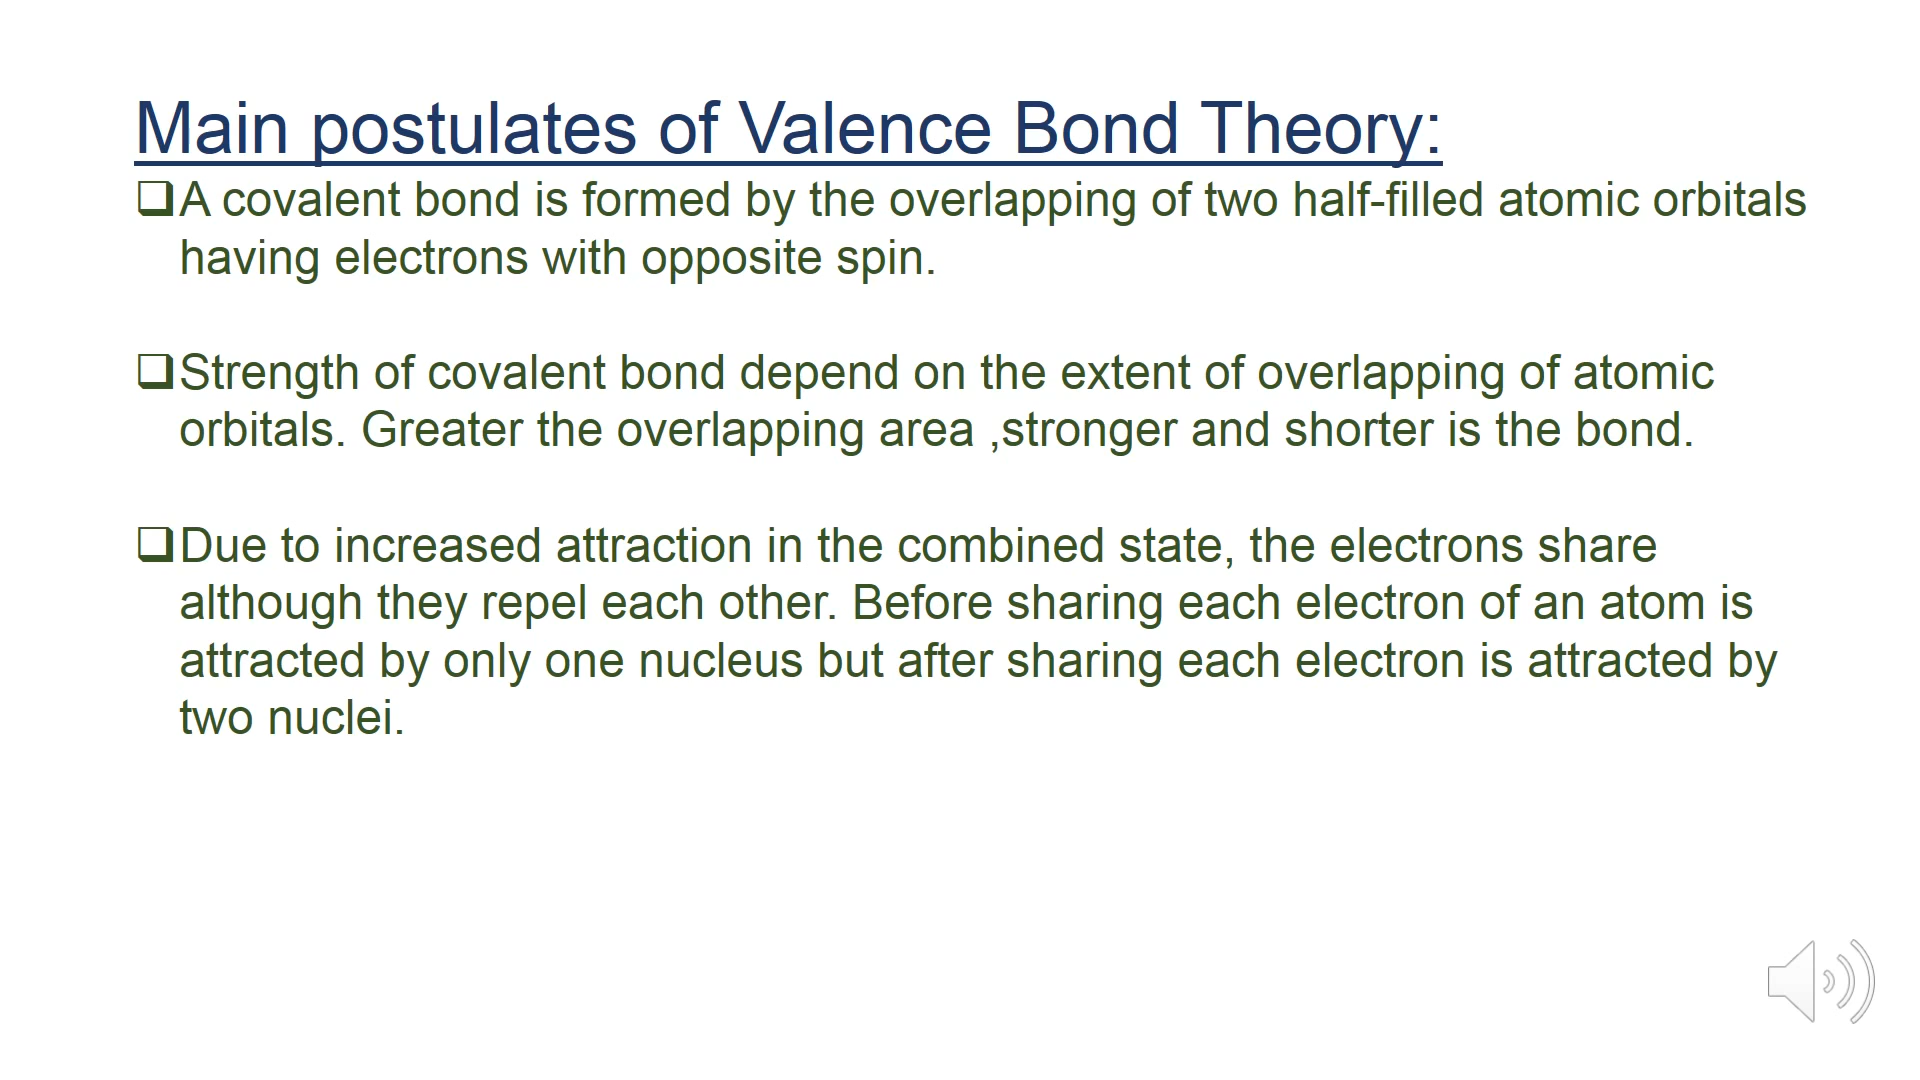 Main postulates of Valence Bond Theory:
❑A covalent bond is formed by the overlapping of two half-filled atomic orbitals
having electrons with opposite spin.
❑Strength of covalent bond depend on the extent of overlapping of atomic
orbitals. Greater the overlapping area ,stronger and shorter is the bond.
❑Due to increased attraction in the combined state, the electrons share
although they repel each other. Before sharing each electron of an atom is
attracted by only one nucleus but after sharing each electron is attracted by
two nuclei.